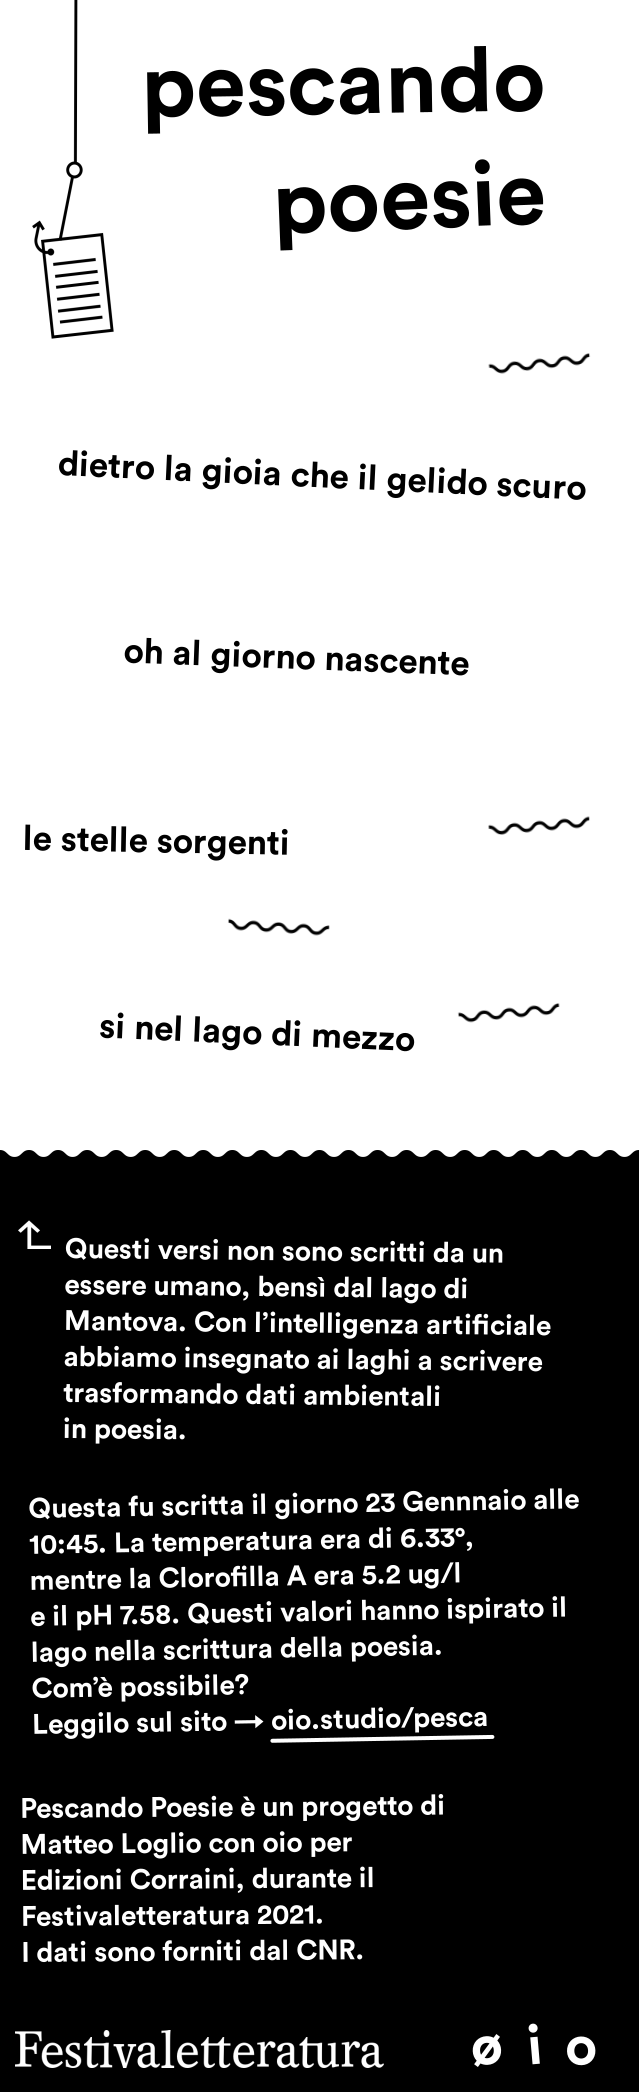 pescando
poesie
dietro la gioia che il gelido scuro
oh al giorno nascente
le stelle sorgenti
si nel lago di mezzo
Questi versi non sono scritti da un
essere umano, bensì dal lago di
Mantova. Con l'intelligenza artificiale
abbiamo insegnato ai laghi a scrivere
trasformando dati ambientali
in poesia.
Questa fu scritta il giorno 23 Gennnaio alle
10:45. La temperatura era di 6.33°,
mentre la Clorofilla A era 5.2 ug/l
e il pH 7.58. Questi valori hanno ispirato il
lago nella scrittura della poesia.
Com'è possibile?
Leggilo sul sito → oio.studio/pesca
Pescando Poesie è un progetto di
Matteo Loglio con oio per
Edizioni Corraini, durante il
Festivaletteratura 2021.
I dati sono forniti dal CNR.
Festivaletteratura ø i o